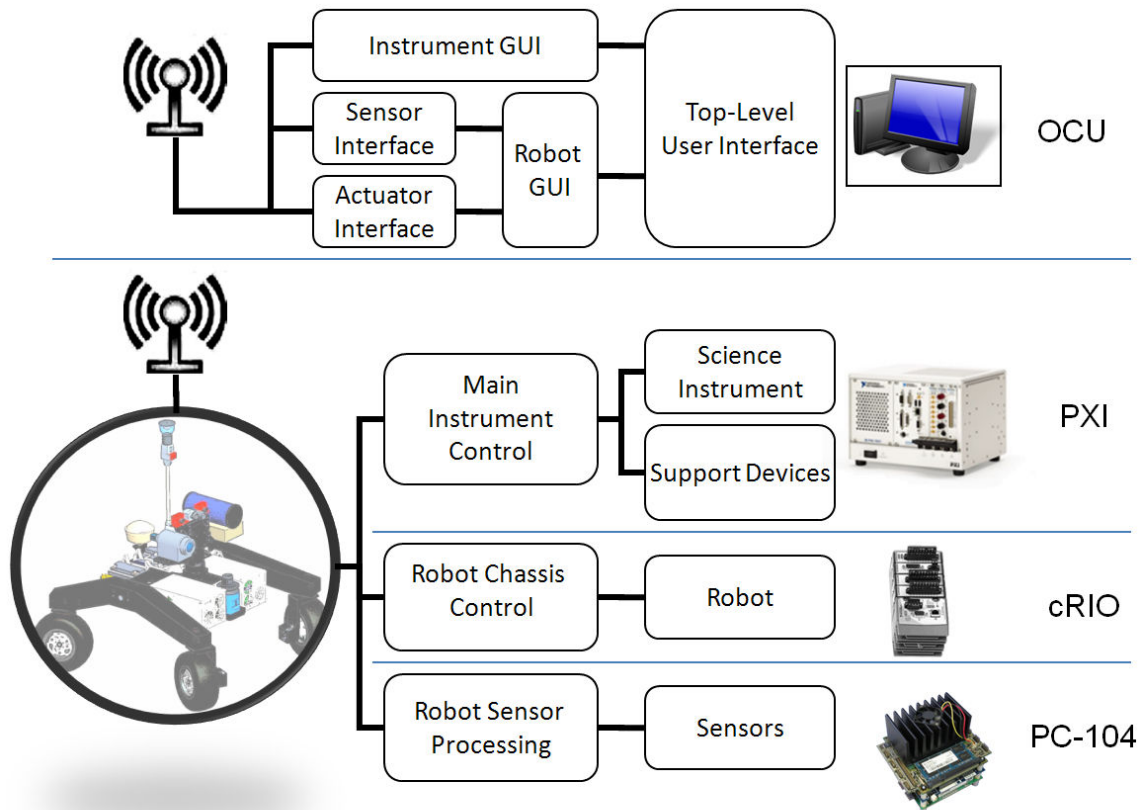 Instrument GUI
Sensor
Interface
Actuator
Interface
Robot
GUI
Top-Level
User Interface
OCU
Main
Instrument
Control
Science
Instrument
Support Devices
PXI
Robot Chassis
Control
Robot
cRIO
Robot Sensor
Processing
Sensors
PC-104